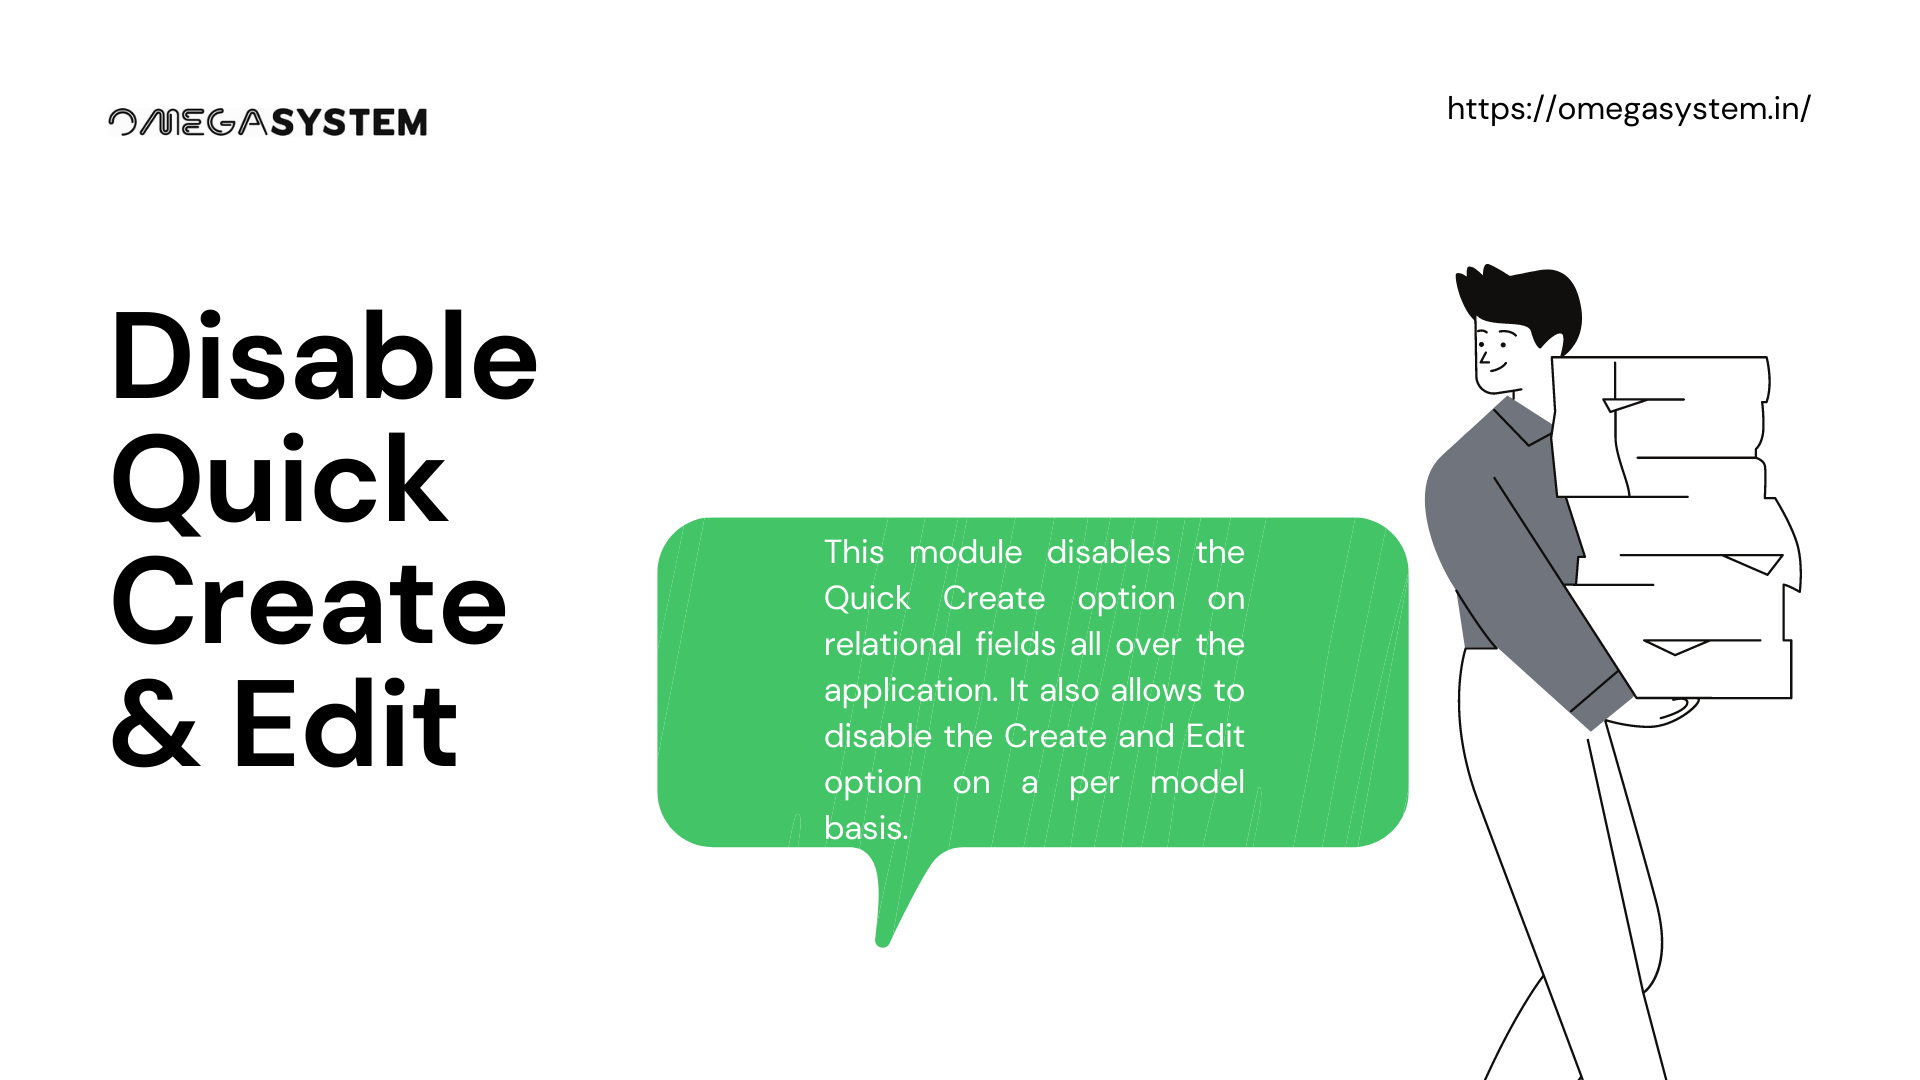 OMEGASYSTEM
https://omegasystem.in/
Disable
Quick
Create
& Edit
This module disables the
Quick Create option on
relational fields all over the
application. It also allows to
disable the Create and Edit
option on a per model
basis.